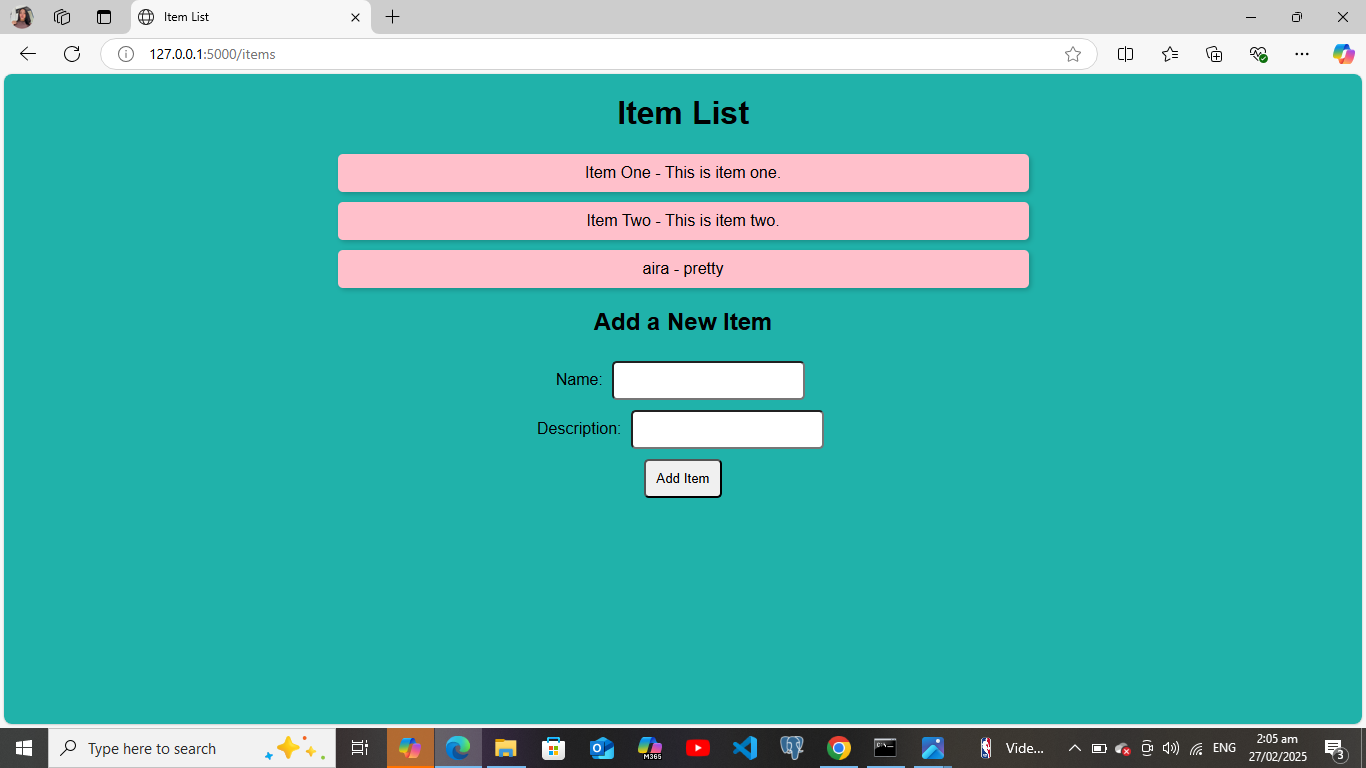 Item List
127.0.0.1:5000/items
Item List
Item One - This is item one.
Item Two - This is item two.
aira - pretty
Add a New Item
Name:
Description:
Add Item
Type here to search
M365
Vide...
ENG
2:05 am
27/02/2025
3